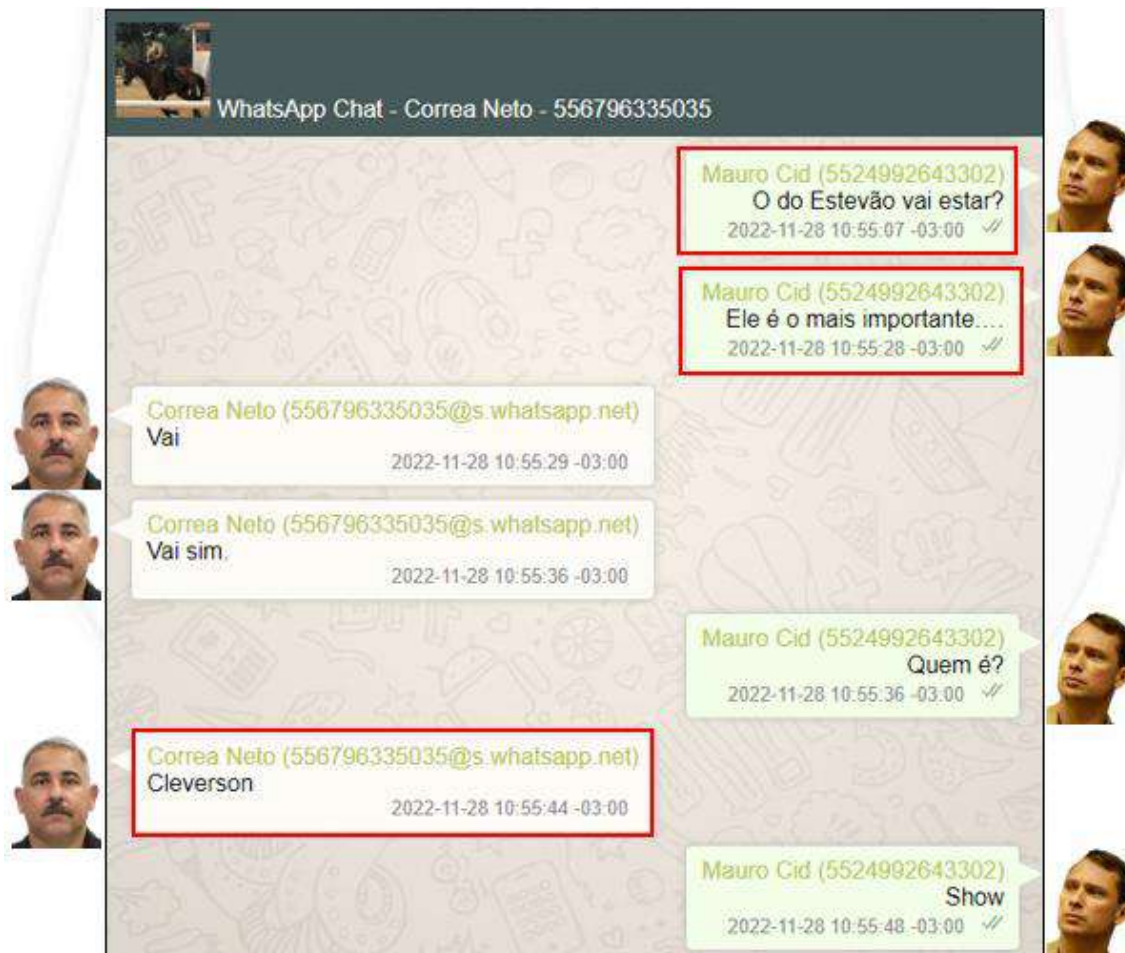 WhatsApp Chat - Correa Neto - 556796335035
Mauro Cid (5524992643302)
O do Estevão vai estar?
2022-11-28 10:55:07 -03:00
Mauro Cid (5524992643302)
Ele é o mais importante....
2022-11-28 10:55:28 -03:00
Correa Neto (556796335035@s.whatsapp.net)
Vai
2022-11-28 10:55:29 -03:00
Correa Neto (556796335035@s.whatsapp.net)
Vai sim.
2022-11-28 10:55:36 -03:00
Mauro Cid (5524992643302)
Quem é?
2022-11-28 10:55:36 -03:00
Correa Neto (556796335035@s.whatsapp.net)
Cleverson
2022-11-28 10:55:44 -03:00
Mauro Cid (5524992643302)
Show
2022-11-28 10:55:48 -03:00